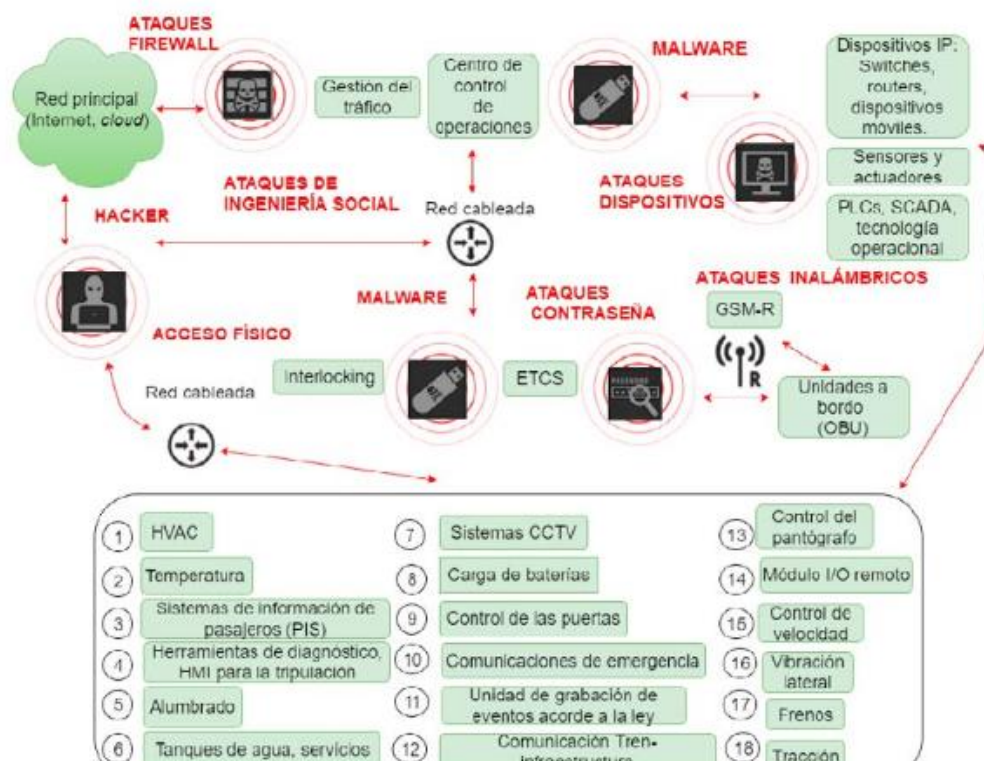 ATAQUES
FIREWALL
Red principal
(Internet, cloud)
Gestión del
tráfico
Centro de
control
de
operaciones
MALWARE
Dispositivos IP:
Switches,
routers,
dispositivos
móviles.
Sensores y
actuadores
PLCs, SCADA,
tecnología
operacional
ATAQUES
DISPOSITIVOS
HACKER
ATAQUES DE
INGENIERÍA SOCIAL
Red cableada
MALWARE
ATAQUES
CONTRASEÑA
ATAQUES INALÁMBRICOS
GSM-R
R
ACCESO FÍSICO
Interlocking
ETCS
PASSWORD
Unidades a
bordo
(OBU)
Red cableada
1 HVAC
2 Temperatura
3 Sistemas de información de
pasajeros (PIS)
4 Herramientas de diagnóstico,
HMI para la tripulación
5 Alumbrado
6 Tanques de agua, servicios
7 Sistemas CCTV
8 Carga de baterías
9 Control de las puertas
10 Comunicaciones de emergencia
11 Unidad de grabación de
eventos acorde a la ley
12 Comunicación Tren-
Infraestructura
13 Control del
pantógrafo
14 Módulo I/O remoto
15 Control de
velocidad
16 Vibración
lateral
17 Frenos
18 Tracción